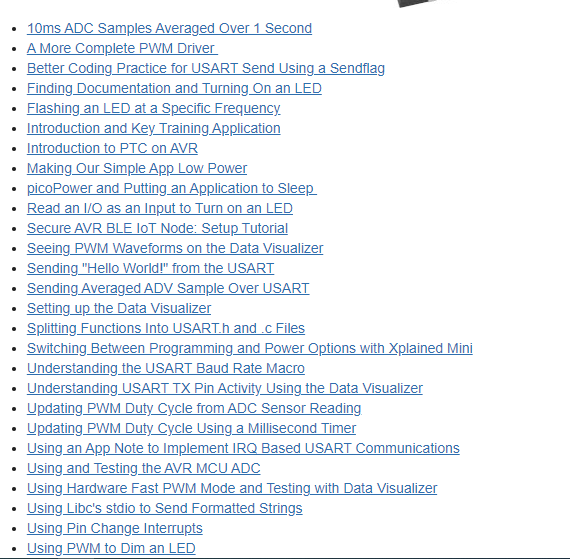 10ms ADC Samples Averaged Over 1 Second
A More Complete PWM Driver
Better Coding Practice for USART Send Using a Sendflag
Finding Documentation and Turning On an LED
Flashing an LED at a Specific Frequency
Introduction and Key Training Application
Introduction to PTC on AVR
Making Our Simple App Low Power
picoPower and Putting an Application to Sleep
Read an I/O as an Input to Turn on an LED
Secure AVR BLE IoT Node: Setup Tutorial
Seeing PWM Waveforms on the Data Visualizer
Sending "Hello World!" from the USART
Sending Averaged ADV Sample Over USART
Setting up the Data Visualizer
Splitting Functions Into USART.h and .c Files
Switching Between Programming and Power Options with Xplained Mini
Understanding the USART Baud Rate Macro
Understanding USART TX Pin Activity Using the Data Visualizer
Updating PWM Duty Cycle from ADC Sensor Reading
Updating PWM Duty Cycle Using a Millisecond Timer
Using an App Note to Implement IRQ Based USART Communications
Using and Testing the AVR MCU ADC
Using Hardware Fast PWM Mode and Testing with Data Visualizer
Using Libc's stdio to Send Formatted Strings
Using Pin Change Interrupts
Using PWM to Dim an LED